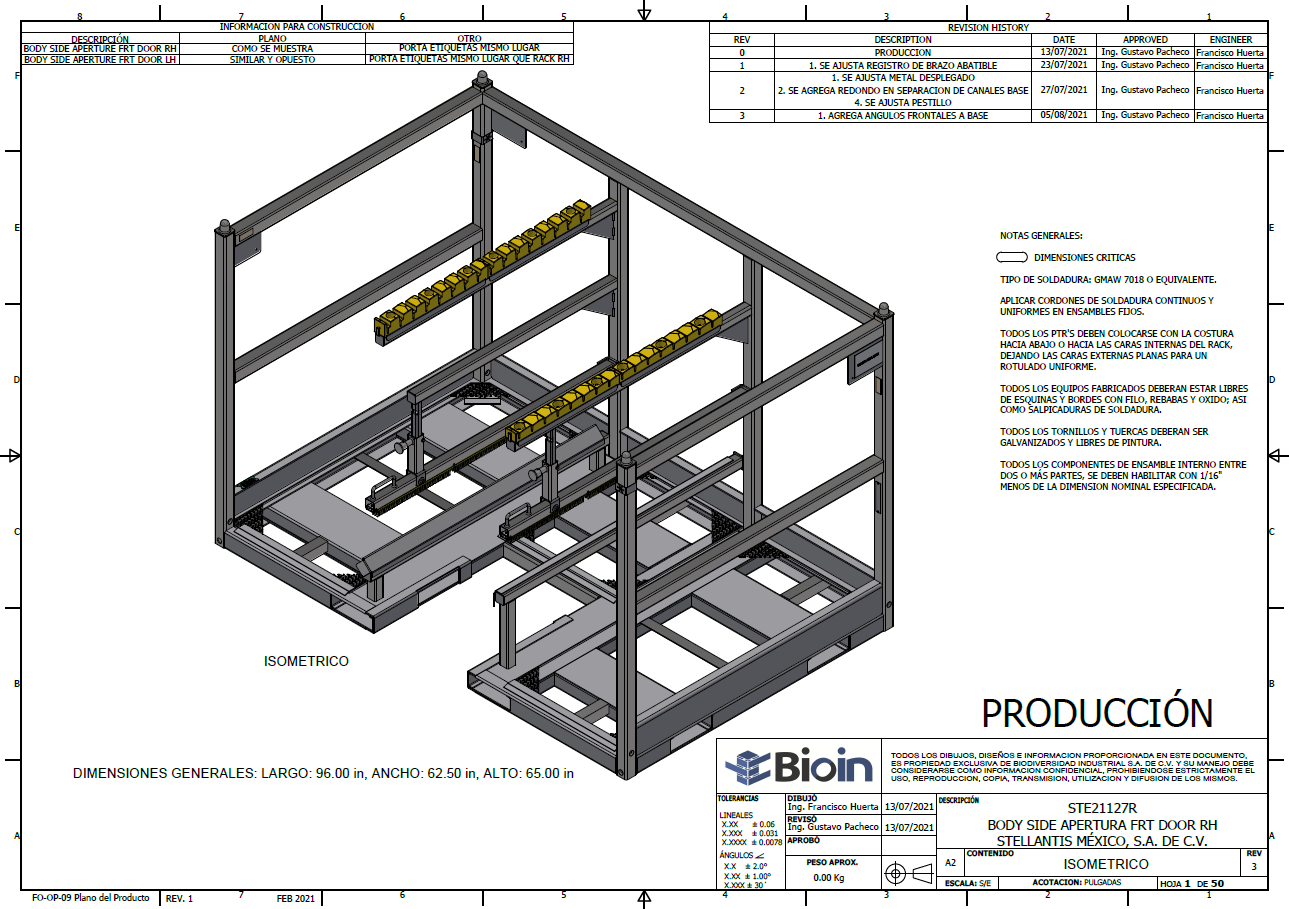 8 7 6 5 4 3 2 1
INFORMACION PARA CONSTRUCCION
DESCRIPCIÓN PLANO OTRO
BODY SIDE APERTURE FRT DOOR RH COMO SE MUESTRA PORTA ETIQUETAS MISMO LUGAR
BODY SIDE APERTURE FRT DOOR LH SIMILAR Y OPUESTO PORTA ETIQUETAS MISMO LUGAR QUE RACK RH
REVISION HISTORY
REV DESCRIPTION DATE APPROVED ENGINEER
0 PRODUCCION 13/07/2021 Ing. Gustavo Pacheco Francisco Huerta
1 1. SE AJUSTA REGISTRO DE BRAZO ABATIBLE 23/07/2021 Ing. Gustavo Pacheco Francisco Huerta
1. SE AJUSTA METAL DESPLEGADO
2 2. SE AGREGA REDONDO EN SEPARACION DE CANALES BASE 27/07/2021 Ing. Gustavo Pacheco Francisco Huerta
4. SE AJUSTA PESTILLO
3 1. AGREGA ANGULOS FRONTALES A BASE 05/08/2021 Ing. Gustavo Pacheco Francisco Huerta
F F
E E
D D
C C
B B
A A
NOTAS GENERALES:
DIMENSIONES CRITICAS
TIPO DE SOLDADURA: GMAW 7018 O EQUIVALENTE.
APLICAR CORDONES DE SOLDADURA CONTINUOS Y
UNIFORMES EN ENSAMBLES FIJOS.
TODOS LOS PTR'S DEBEN COLOCARSE CON LA COSTURA
HACIA ABAJO O HACIA LAS CARAS INTERNAS DEL RACK,
DEJANDO LAS CARAS EXTERNAS PLANAS PARA UN
ROTULADO UNIFORME.
TODOS LOS EQUIPOS FABRICADOS DEBERAN ESTAR LIBRES
DE ESQUINAS Y BORDES CON FILO, REBABAS Y OXIDO; ASI
COMO SALPICADURAS DE SOLDADURA.
TODOS LOS TORNILLOS Y TUERCAS DEBERAN SER
GALVANIZADOS Y LIBRES DE PINTURA.
TODOS LOS COMPONENTES DE ENSAMBLE INTERNO ENTRE
DOS O MÁS PARTES, SE DEBEN HABILITAR CON 1/16"
MENOS DE LA DIMENSION NOMINAL ESPECIFICADA.
ISOMETRICO
DIMENSIONES GENERALES: LARGO: 96.00 in, ANCHO: 62.50 in, ALTO: 65.00 in
PRODUCCIÓN
Bioin
TODOS LOS DIBUJOS, DISEÑOS E INFORMACION PROPORCIONADA EN ESTE DOCUMENTO,
ES PROPIEDAD EXCLUSIVA DE BIODIVERSIDAD INDUSTRIAL S.A. DE C.V. Y SU MANEJO DEBE
CONSIDERARSE COMO INFORMACION CONFIDENCIAL, PROHIBIENDOSE ESTRICTAMENTE EL
USO, REPRODUCCION, COPIA, TRANSMISION, UTILIZACION Y DIFUSION DE LOS MISMOS.
TOLERANCIAS
LINEALES
X.XX ± 0.06
X.XXX ± 0.031
X.XXXX ± 0.0078
ÁNGULOS
X.X ± 2.0°
X.XX ± 1.00°
X.XXX ± 30´
DIBUJÓ
Ing. Francisco Huerta 13/07/2021
REVISÓ
Ing. Gustavo Pacheco 13/07/2021
APROBÓ
PESO APROX.
0.00 Kg
DESCRIPCIÓN
STE21127R
BODY SIDE APERTURA FRT DOOR RH
STELLANTIS MÉXICO, S.A. DE C.V.
A2 CONTENIDO ISOMETRICO REV 3
ESCALA: S/E ACOTACION: PULGADAS HOJA 1 DE 50
FO-OP-09 Plano del Producto REV. 1 FEB 2021
7 6 5 4 3 2 1